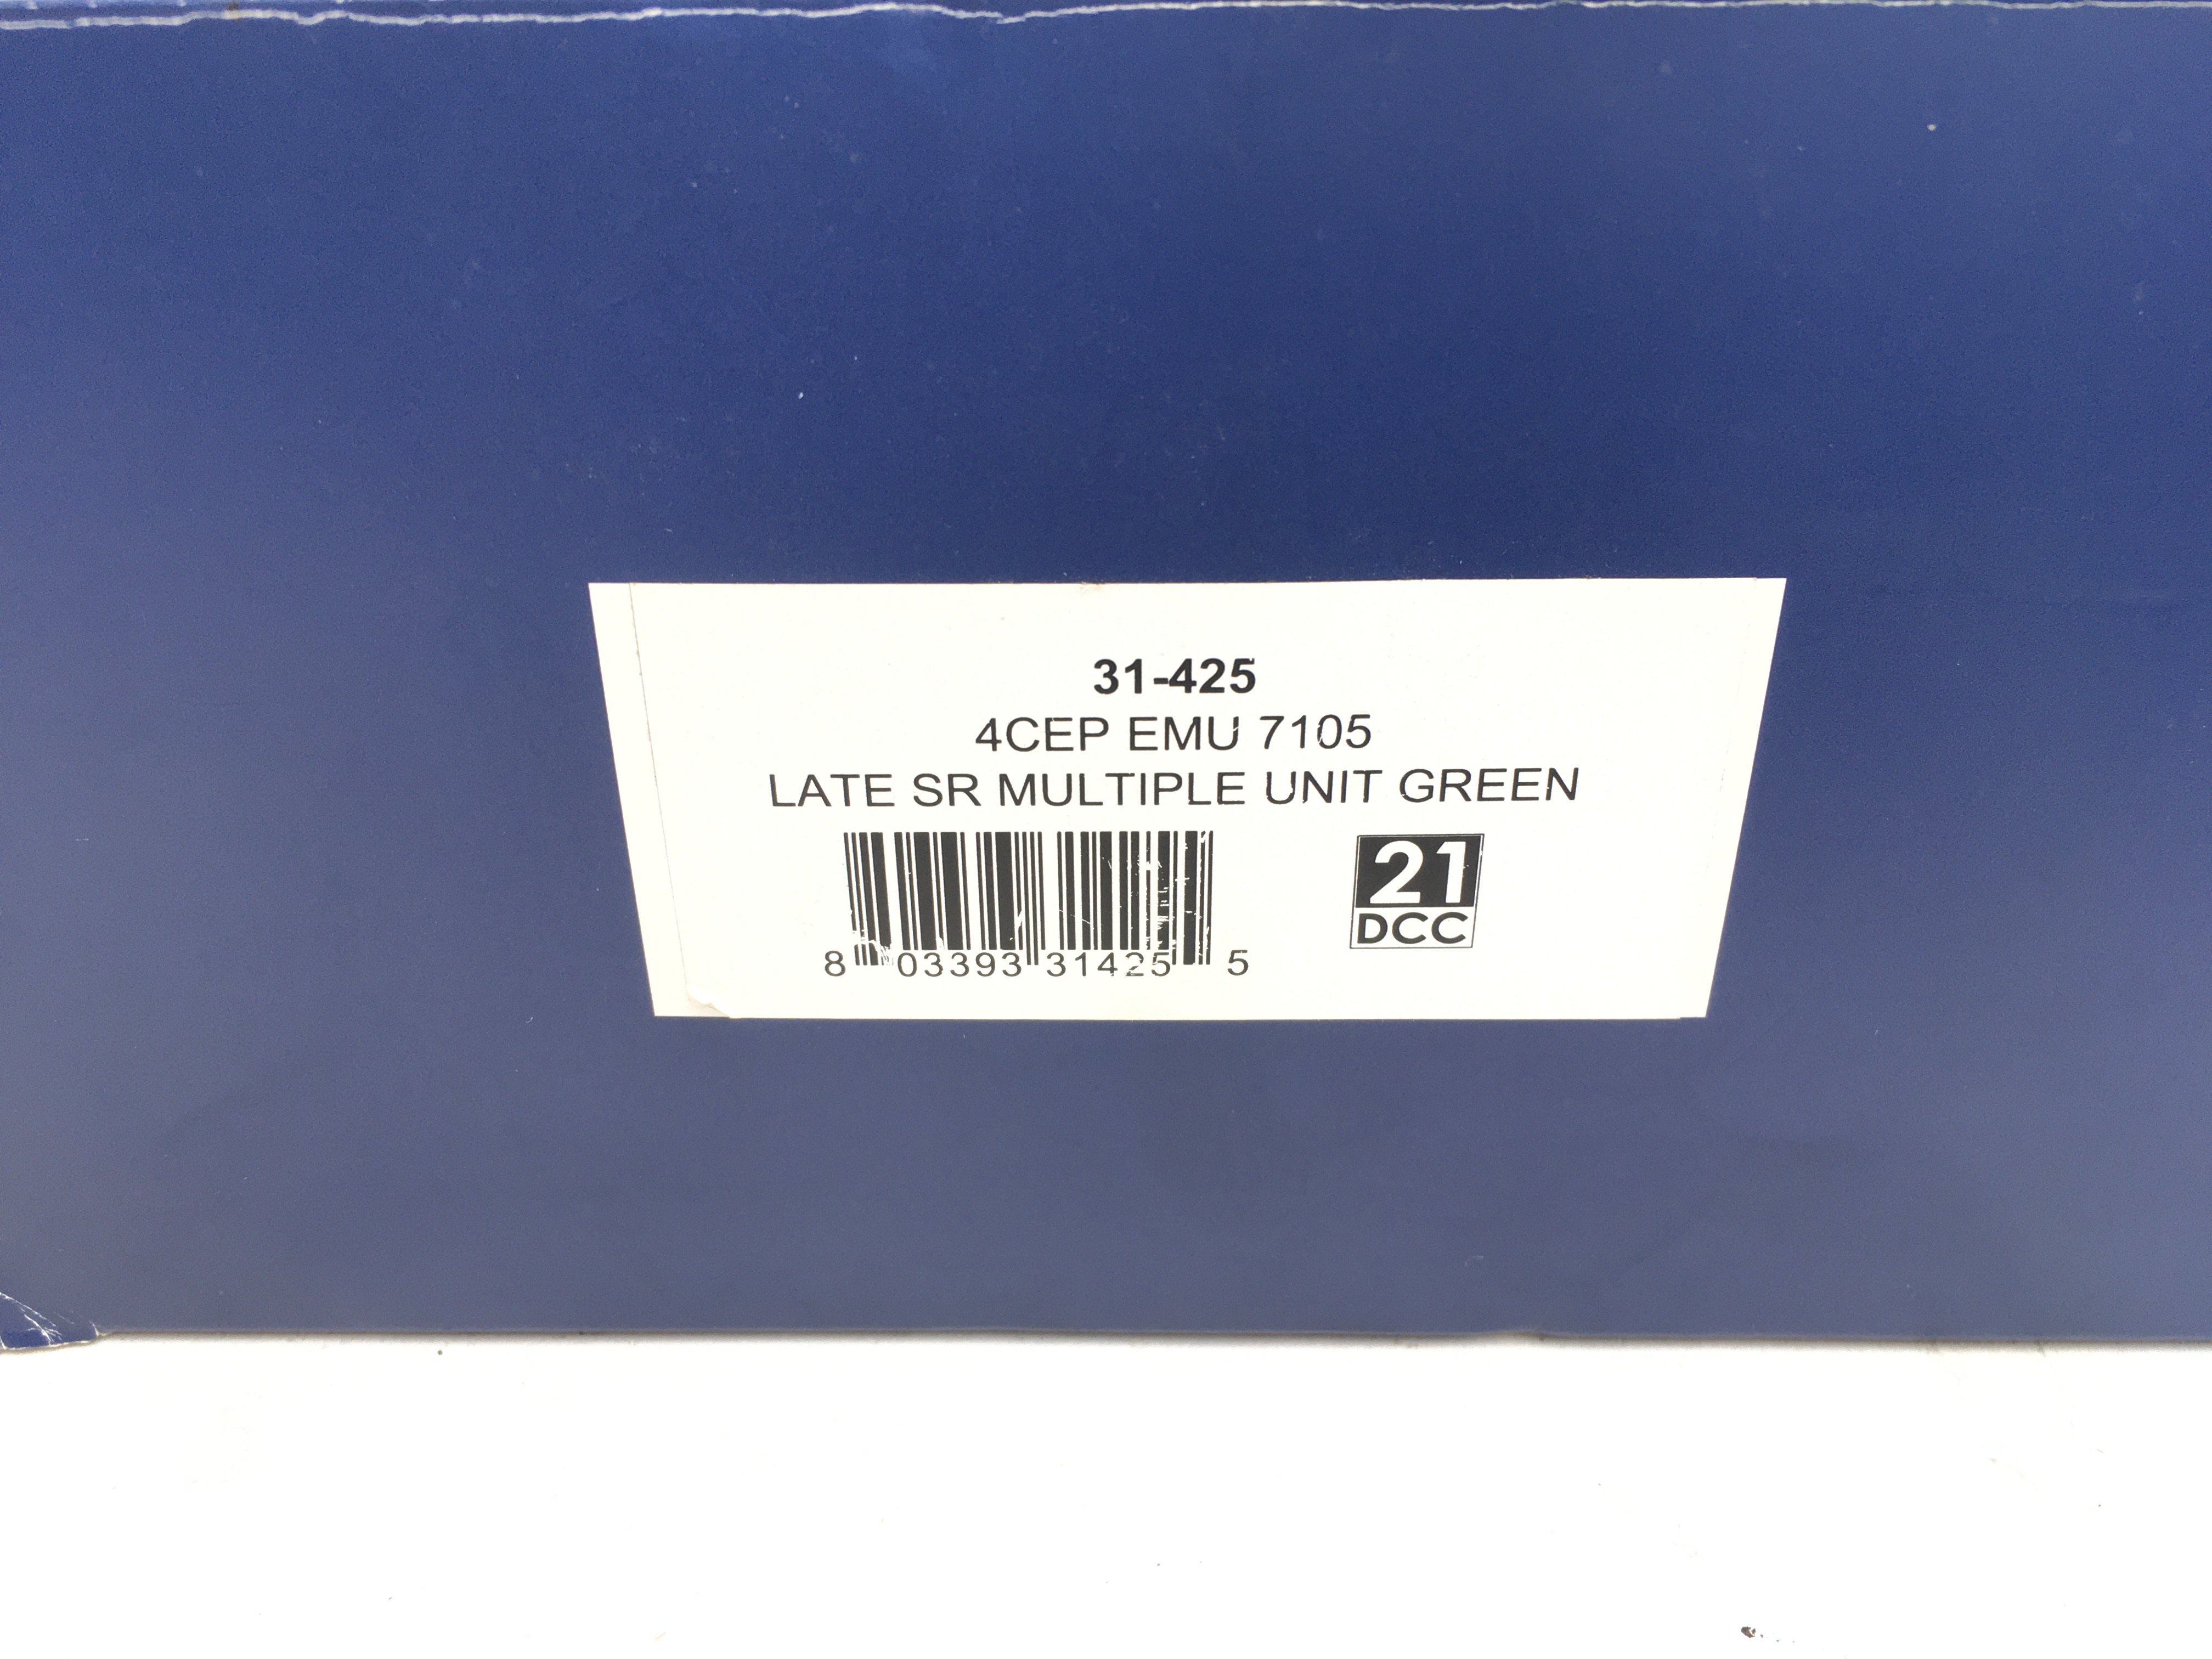 31-425
4CEP EMU 7105
LATE SR MULTIPLE UNIT GREEN
8 03393 31425 5
21
DCC